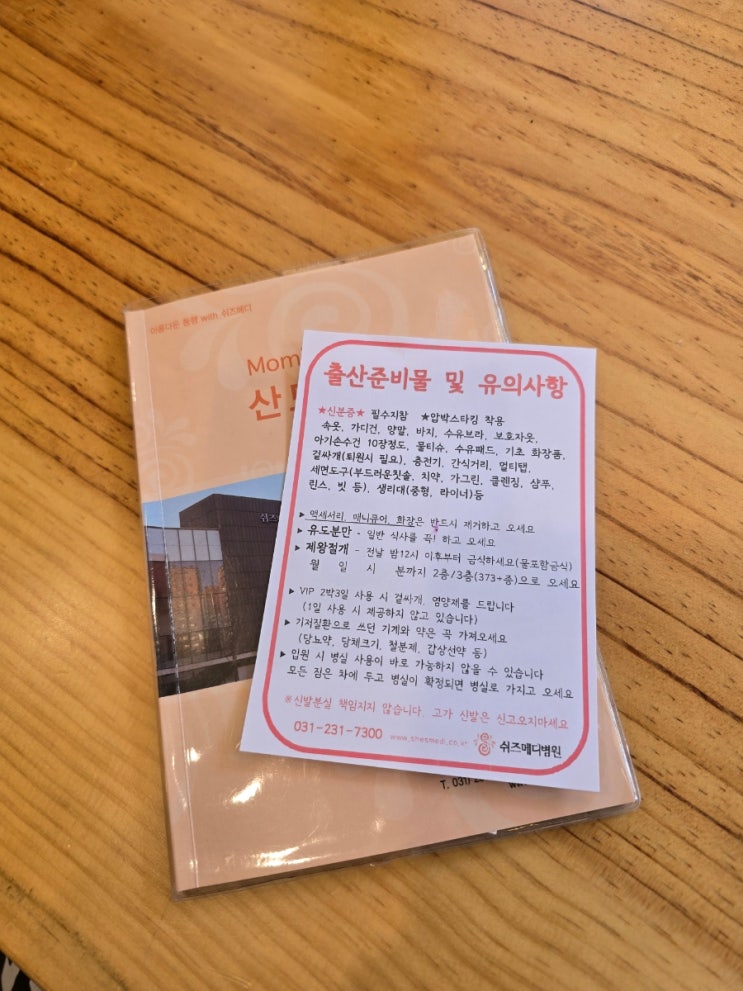 아름다운 동행 with 쉬즈메디
Mom
산모
쉬즈
출산준비물 및 유의사항
★신분증★ 필수지참 ★압박스타킹 착용
속옷, 가디건, 양말, 바지, 수유브라, 보호자옷,
아기손수건 10장정도, 물티슈, 수유패드, 기초 화장품,
겉싸개(퇴원시 필요), 충전기, 간식거리, 멀티탭,
세면도구(부드러운칫솔, 치약, 가그린, 클렌징, 샴푸,
린스, 빗 등), 생리대(중형, 라이너)등
▶ 액세서리, 매니큐어, 화장은 반드시 제거하고 오세요
▶ 유도분만 - 일반 식사를 꼭! 하고 오세요
▶ 제왕절개 - 전날 밤12시 이후부터 금식하세요(물포함금식)
월 일 시 분까지 2층/3층(373+층)으로 오세요
▶ VIP 2박3일 사용 시 겉싸개, 영양제를 드립니다
(1일 사용 시 제공하지 않고 있습니다)
▶ 기저질환으로 쓰던 기계와 약은 꼭 가져오세요
(당뇨약, 당체크기, 철분제, 갑상선약 등)
▶ 입원 시 병실 사용이 바로 가능하지 않을 수 있습니다
모든 짐은 차에 두고 병실이 확정되면 병실로 가지고 오세요
※신발분실 책임지지 않습니다. 고가 신발은 신고오지마세요
031-231-7300 www.shesmedi.co.kr 쉬즈메디병원
T. 031)